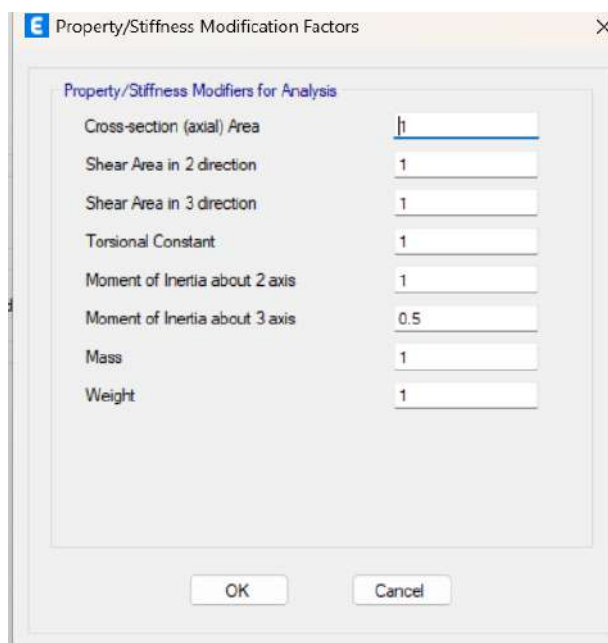 E Property/Stiffness Modification Factors
Property/Stiffness Modifiers for Analysis
Cross-section (axial) Area 1
Shear Area in 2 direction 1
Shear Area in 3 direction 1
Torsional Constant 1
Moment of Inertia about 2 axis 1
Moment of Inertia about 3 axis 0.5
Mass 1
Weight 1
OK Cancel